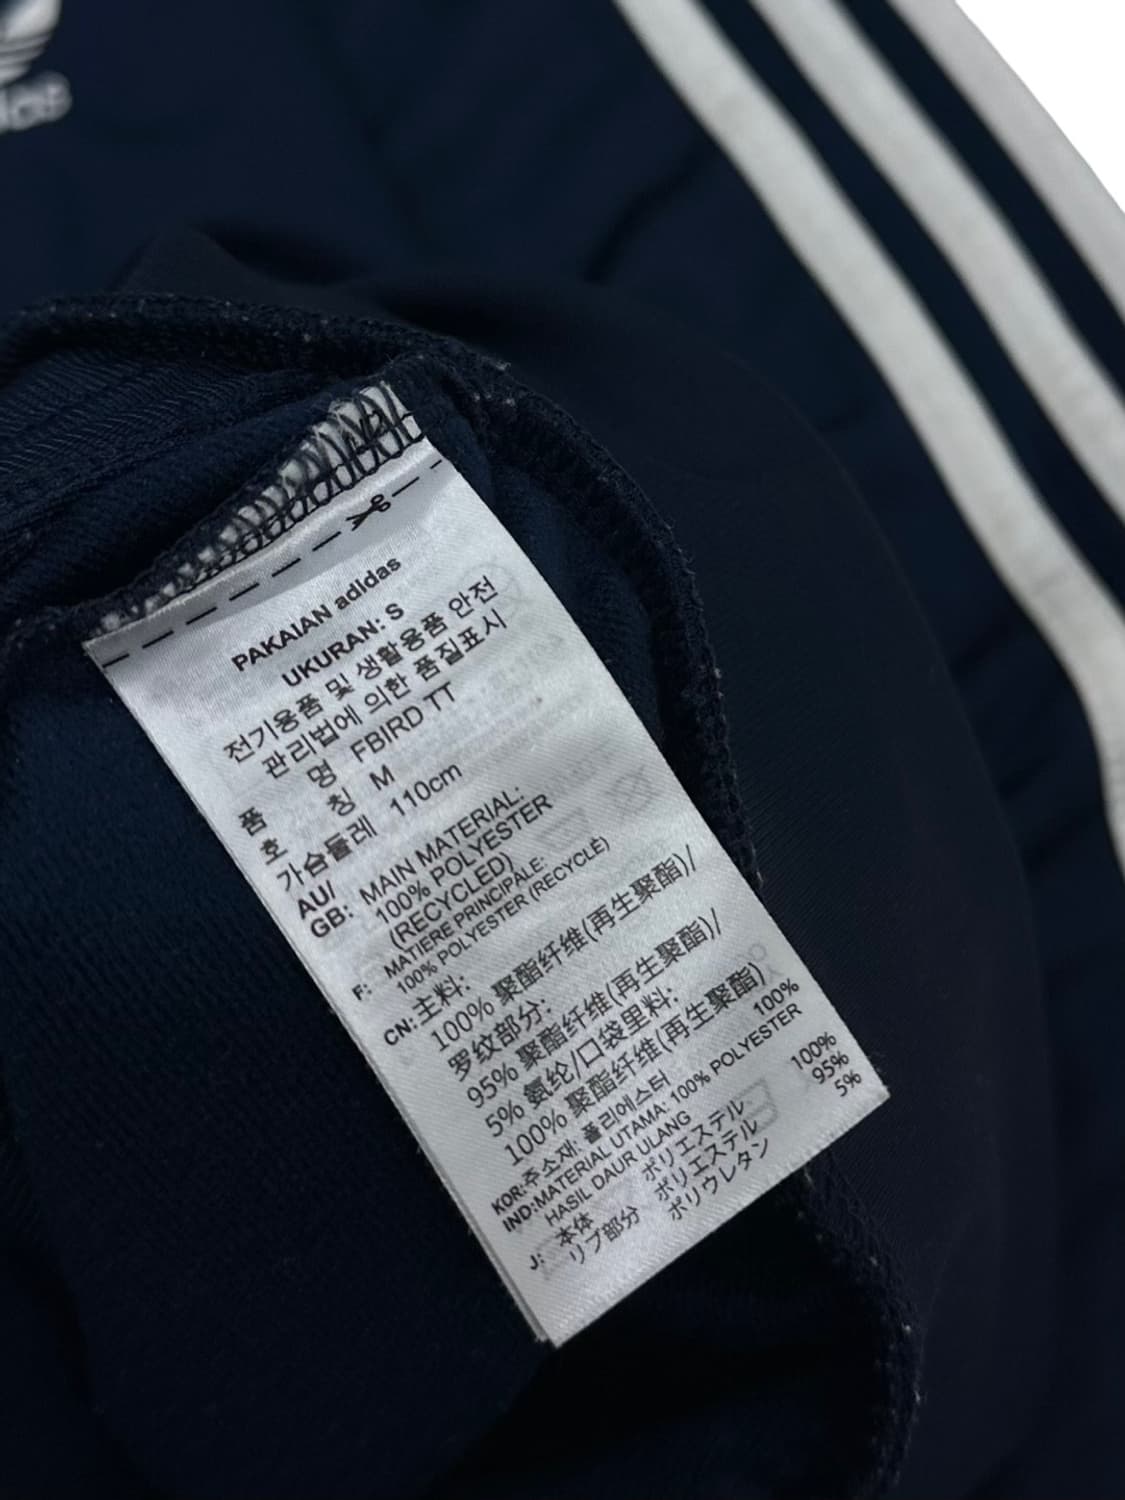 das
PAKAIAN adidas
UKURAN: S
전기용품 및 생활용품 안전
관리법에 의한 품질표시
품 명 FBIRD TT
호 칭 M
가슴둘레 110cm
AU/
GB: MAIN MATERIAL:
100% POLYESTER
(RECYCLED)
F: MATIERE PRINCIPALE:
100% POLYESTER (RECYCLÉ)
CN: 主料:
100% 聚酯纤维(再生聚酯)/
罗纹部分:
95% 聚酯纤维(再生聚酯)/
5% 氨纶/口袋里料:
100% 聚酯纤维(再生聚酯)
KOR: 주소재: 폴리에스터 100%
IND: MATERIAL UTAMA: 100% POLYESTER
HASIL DAUR ULANG
J: 本体 ポリエステル 100%
リブ部分 ポリエステル 95%
ポリウレタン 5%